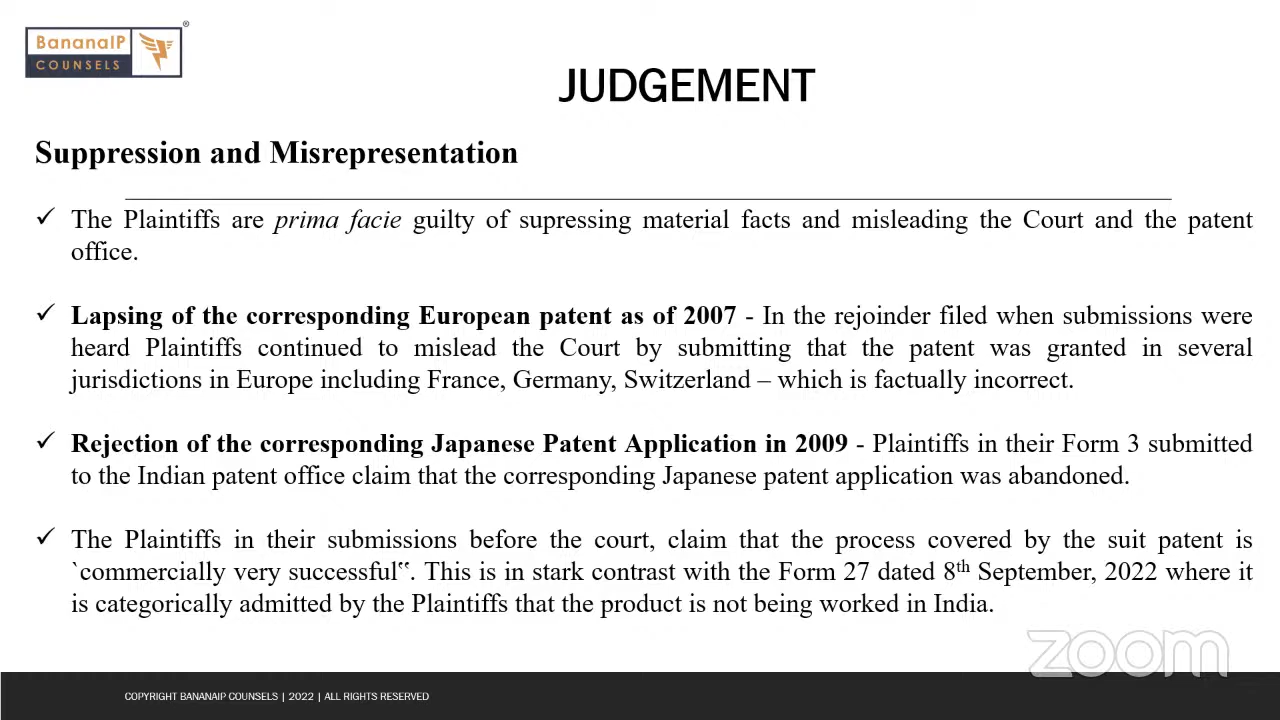 BananaIP
COUNSELS
®
JUDGEMENT
Suppression and Misrepresentation
✓ The Plaintiffs are prima facie guilty of supressing material facts and misleading the Court and the patent
office.
✓ Lapsing of the corresponding European patent as of 2007 - In the rejoinder filed when submissions were
heard Plaintiffs continued to mislead the Court by submitting that the patent was granted in several
jurisdictions in Europe including France, Germany, Switzerland – which is factually incorrect.
✓ Rejection of the corresponding Japanese Patent Application in 2009 - Plaintiffs in their Form 3 submitted
to the Indian patent office claim that the corresponding Japanese patent application was abandoned.
✓ The Plaintiffs in their submissions before the court, claim that the process covered by the suit patent is
`commercially very successful‟. This is in stark contrast with the Form 27 dated 8th September, 2022 where it
is categorically admitted by the Plaintiffs that the product is not being worked in India.
zoom
COPYRIGHT BANANAIP COUNSELS | 2022 | ALL RIGHTS RESERVED